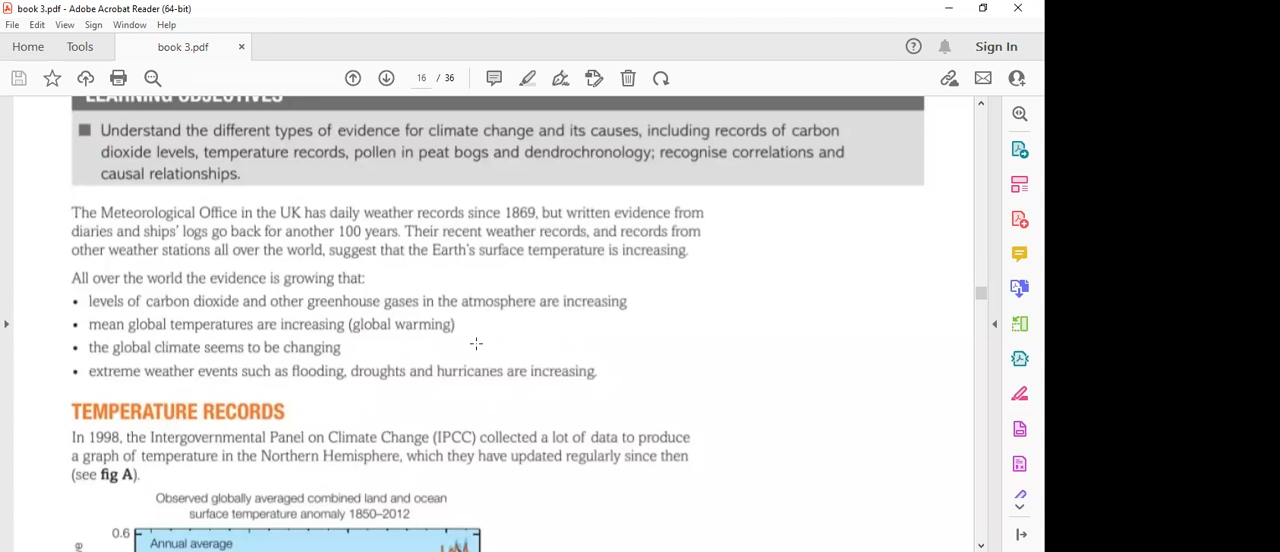 book 3.pdf - Adobe Acrobat Reader (64-bit)
File Edit View Sign Window Help
Home Tools book 3.pdf × Sign In
16 / 36
LEARNING OBJECTIVES
■ Understand the different types of evidence for climate change and its causes, including records of carbon
dioxide levels, temperature records, pollen in peat bogs and dendrochronology; recognise correlations and
causal relationships.
The Meteorological Office in the UK has daily weather records since 1869, but written evidence from
diaries and ships' logs go back for another 100 years. Their recent weather records, and records from
other weather stations all over the world, suggest that the Earth's surface temperature is increasing.
All over the world the evidence is growing that:
• levels of carbon dioxide and other greenhouse gases in the atmosphere are increasing
• mean global temperatures are increasing (global warming)
• the global climate seems to be changing
• extreme weather events such as flooding, droughts and hurricanes are increasing.
TEMPERATURE RECORDS
In 1998, the Intergovernmental Panel on Climate Change (IPCC) collected a lot of data to produce
a graph of temperature in the Northern Hemisphere, which they have updated regularly since then
(see fig A).
Observed globally averaged combined land and ocean
surface temperature anomaly 1850–2012
0.6
Annual average